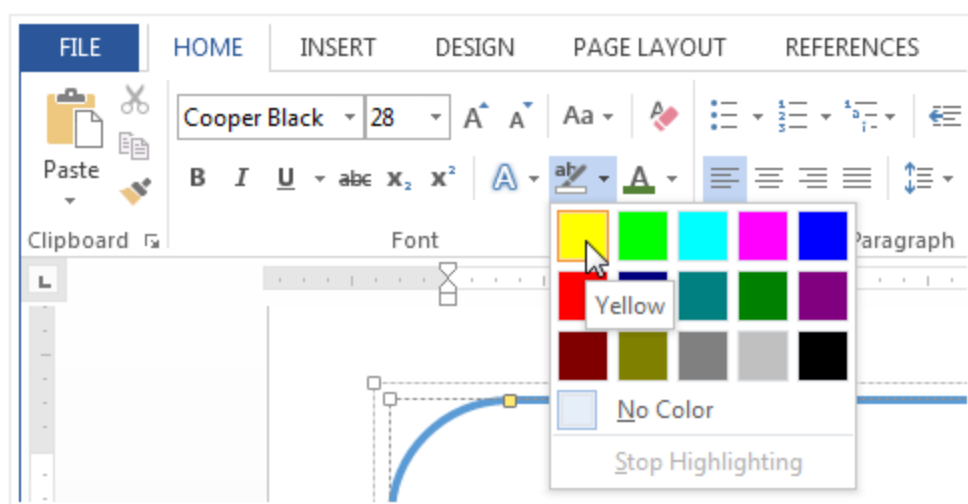 FILE HOME INSERT DESIGN PAGE LAYOUT REFERENCES
Cooper Black 28 A A Aa
Paste
B I U abc X₂ X² A ab A
Clipboard Font Paragraph
L
Yellow
No Color
Stop Highlighting